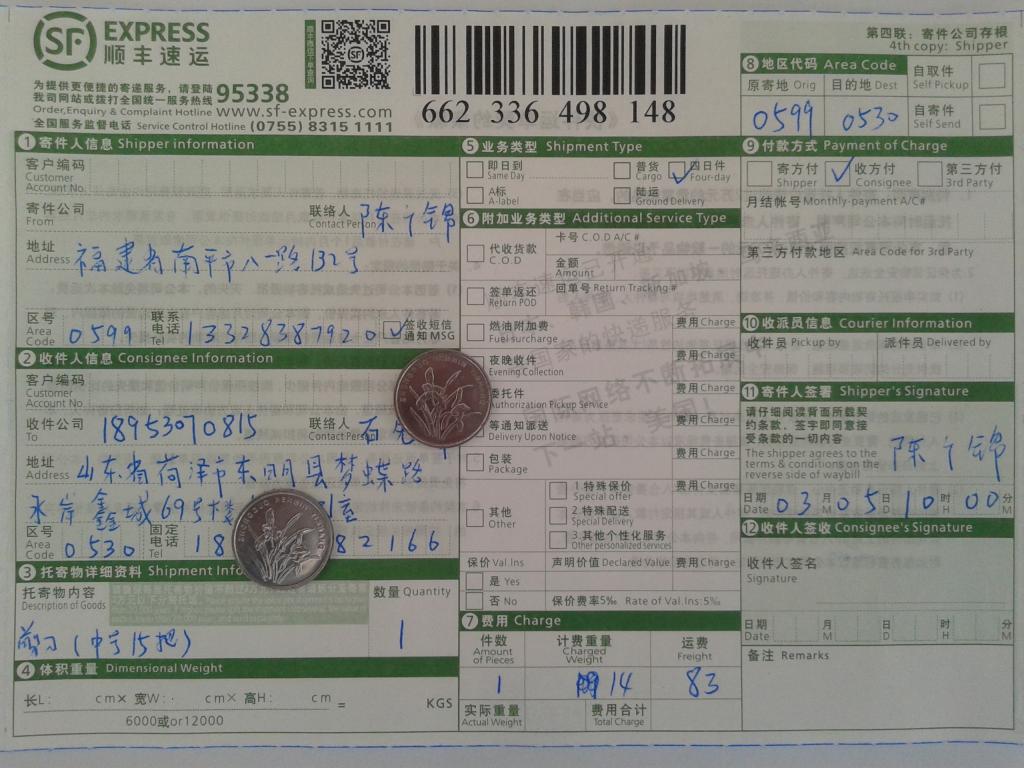 SF EXPRESS
顺丰速运
为提供更便捷的寄递服务，请登陆
我司网站或拨打全国统一服务热线 95338
Order,Enquiry & Complaint Hotline www.sf-express.com
全国服务监督电话 Service Control Hotline (0755) 8315 1111
662 336 498 148
第四联：寄件公司存根
4th copy: Shipper
1 寄件人信息 Shipper information
客户编码
Customer
Account No.
寄件公司
From
联络人
Contact Person
地址
Address 福建省南平市八一路132号
区号
Area
Code 0599
联系
电话
Tel 13328387920
签收短信
通知MSG
2 收件人信息 Consignee Information
客户编码
Customer
Account No.
收件公司
To 18953070815
联络人
Contact Person 石先
地址
Address 山东省菏泽市东明县梦蝶路
水岸鑫城69号楼
室
区号
Area
Code 0530
固定
电话
Tel 18 82166
3 托寄物详细资料 Shipment Info
托寄物内容
Description of Goods
数量 Quantity
剪刀(中号15把)
1
4 体积重量 Dimensional Weight
长L: cm× 宽W: cm× 高H: cm = KGS
6000或or12000
5 业务类型 Shipment Type
即日到
Same Day
普货
Cargo
四日件
Four-day
A标
A-label
陆运
Ground Delivery
6 附加业务类型 Additional Service Type
代收货款
C.O.D
卡号 C.O.D A/C #
金额
Amount
签单返还
Return POD
回单号 Return Tracking #
燃油附加费
Fuel surcharge
费用 Charge
夜晚收件
Evening Collection
费用 Charge
委托件
Authorization Pickup Service
费用 Charge
等通知派送
Delivery Upon Notice
费用 Charge
包装
Package
费用 Charge
其他
Other
1.特殊保价
Special offer
费用 Charge
2.特殊配送
Special Delivery
3.其他个性化服务
Other personalized services
保价 Val.Ins 声明价值 Declared Value 费用 Charge
是 Yes
否 No 保价费率5‰ Rate of Val.Ins:5‰
7 费用 Charge
件数
Amount
of Pieces
计费重量
Charged
Weight
运费
Freight
1 14 83
实际重量
Actual Weight
费用合计
Total Charge
8 地区代码 Area Code
原寄地 Orig 目的地 Dest
0599 0530
自取件
Self Pickup
自寄件
Self Send
9 付款方式 Payment of Charge
寄方付
Shipper
收方付
Consignee
第三方付
3rd Party
月结帐号 Monthly-payment A/C#
第三方付款地区 Area Code for 3rd Party
10 收派员信息 Courier Information
收件员 Pickup by 派件员 Delivered by
11 寄件人签署 Shipper's Signature
请仔细阅读背面所载契
约条款，签字即同意接
受条款的一切内容
The shipper agrees to the
terms & conditions on the
reverse side of waybill
日期
Date 03 月
M 05 日
D 10 时
H 00 分
M
12 收件人签收 Consignee's Signature
收件人签名
Signature
日期
Date 月
M 日
D 时
H 分
M
备注 Remarks